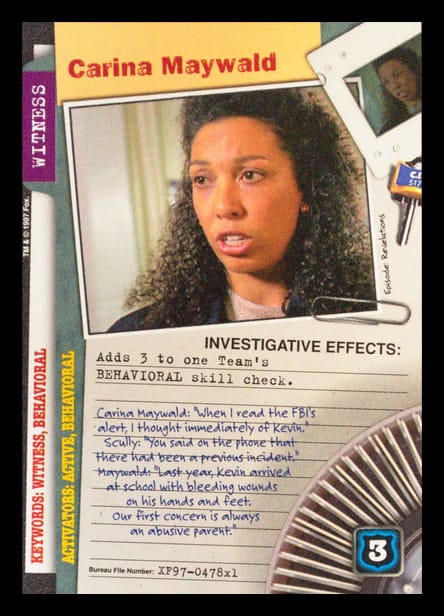 Carina Maywald
WITNESS
TM & © 1997 Fox.
Episode: Revelations
INVESTIGATIVE EFFECTS:
Adds 3 to one Team's
BEHAVIORAL skill check.
Carina Maywald: "When I read the FBI's
alert, I thought immediately of Kevin."
Scully: "You said on the phone that
there had been a previous incident."
Maywald: "Last year, Kevin arrived
at school with bleeding wounds
on his hands and feet.
Our first concern is always
an abusive parent."
KEYWORDS: WITNESS, BEHAVIORAL
ACTIVATORS: ACTIVE, BEHAVIORAL
Bureau File Number: XF97-0478x1
3